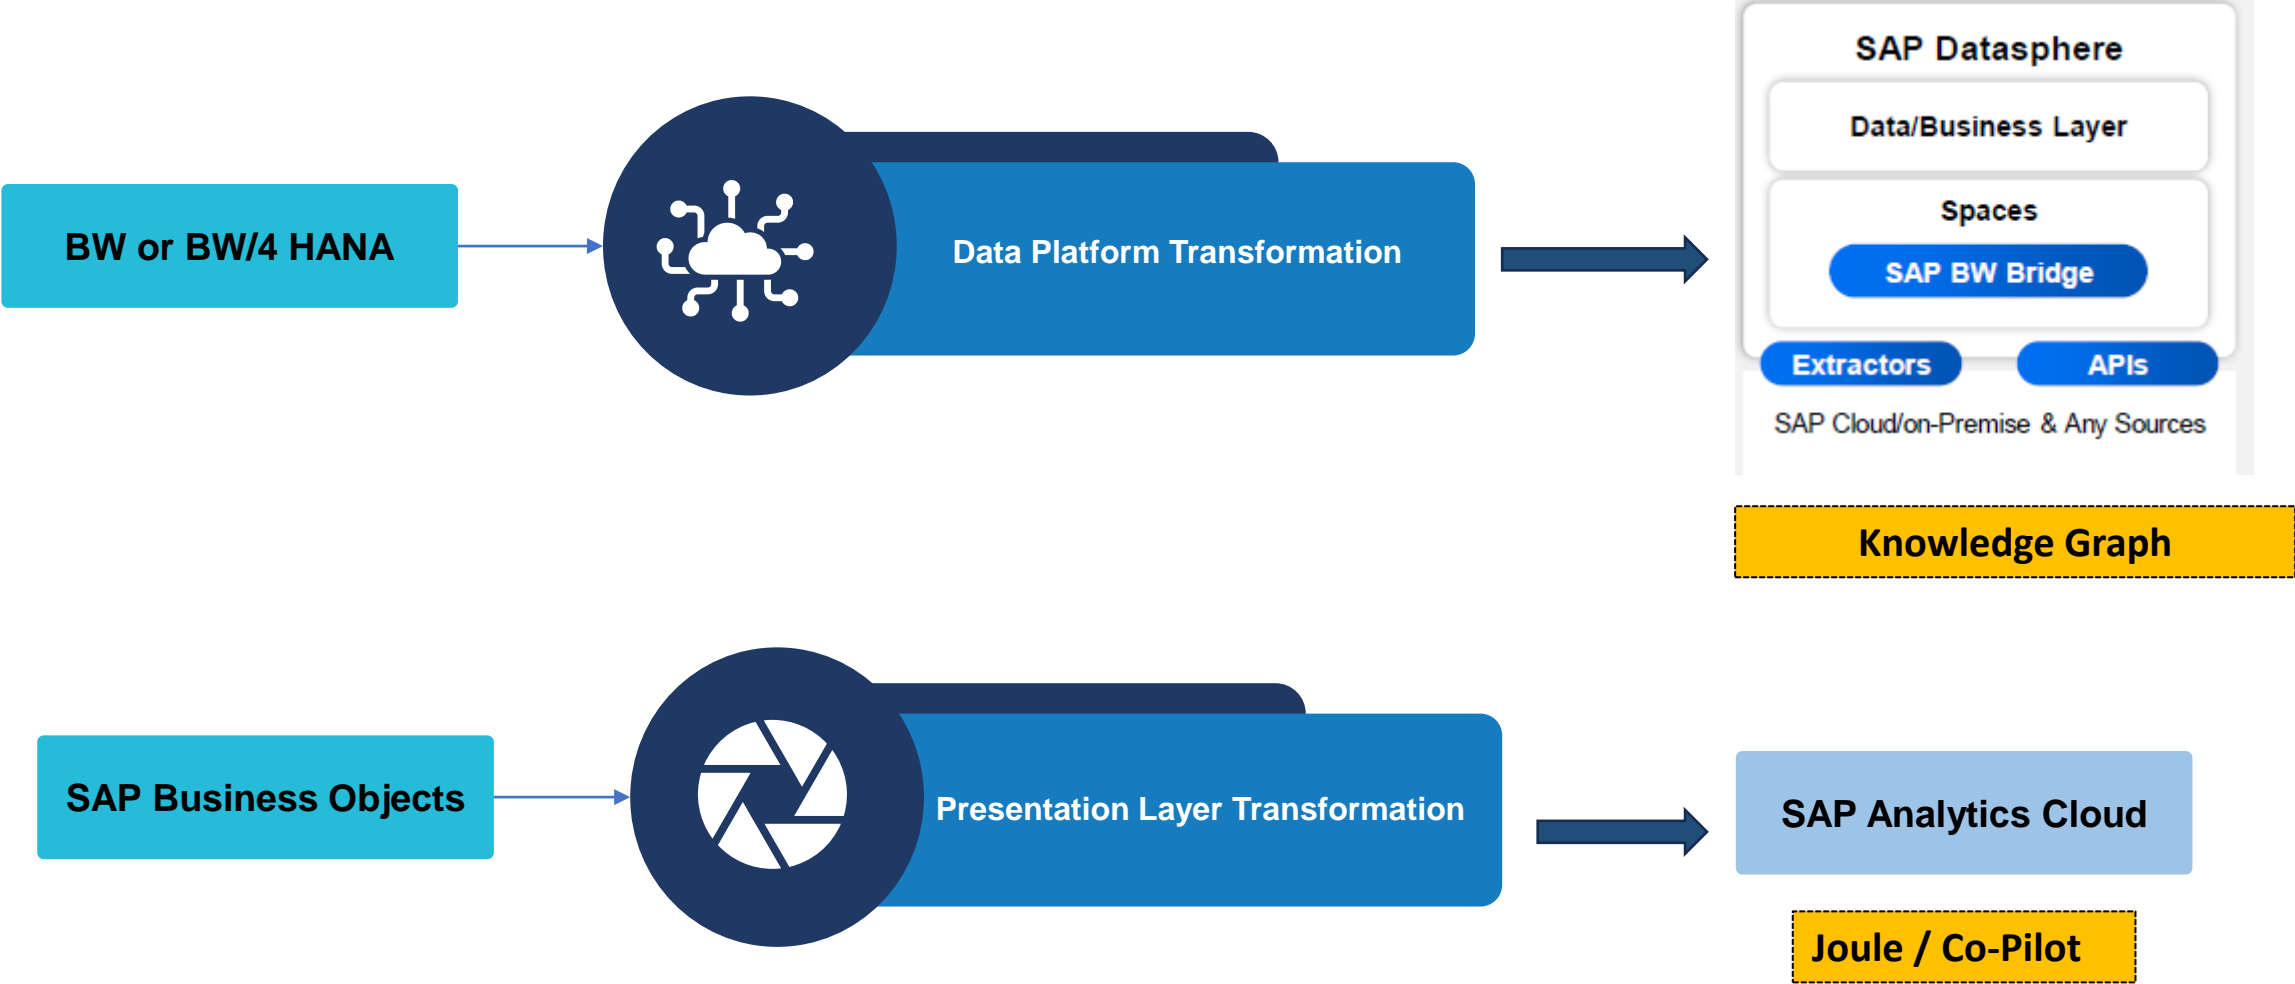 SAP Datasphere
Data/Business Layer
Spaces
SAP BW Bridge
Extractors
APIs
SAP Cloud/on-Premise & Any Sources
BW or BW/4 HANA
Data Platform Transformation
Knowledge Graph
SAP Business Objects
Presentation Layer Transformation
SAP Analytics Cloud
Joule / Co-Pilot